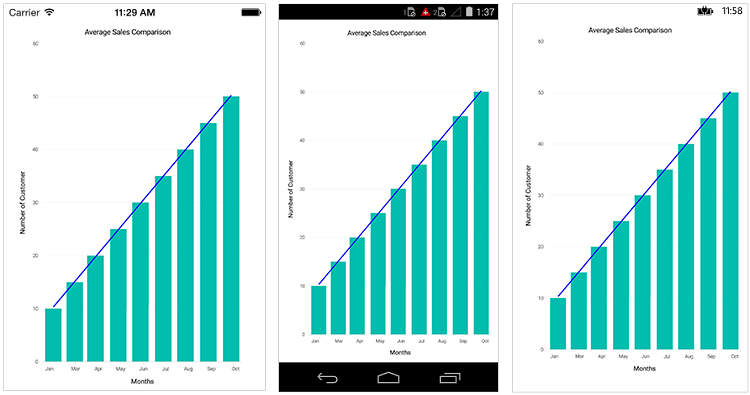 Carrier 11:29 AM
Average Sales Comparison
60
50
40
30
20
10
0
Number of Customer
Jan Mar Apr May Jun Jul Aug Sep Oct
Months
1 2 1:37
Average Sales Comparison
60
50
40
30
20
10
0
Number of Customer
Jan Mar Apr May Jun Jul Aug Sep Oct
Months
11:58
Average Sales Comparison
60
50
40
30
20
10
0
Number of Customer
Jan Mar Apr May Jun Jul Aug Sep Oct
Months